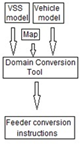 VSS
model
Vehicle
model
Map
Domain Conversion
Tool
Feeder conversion
instructions